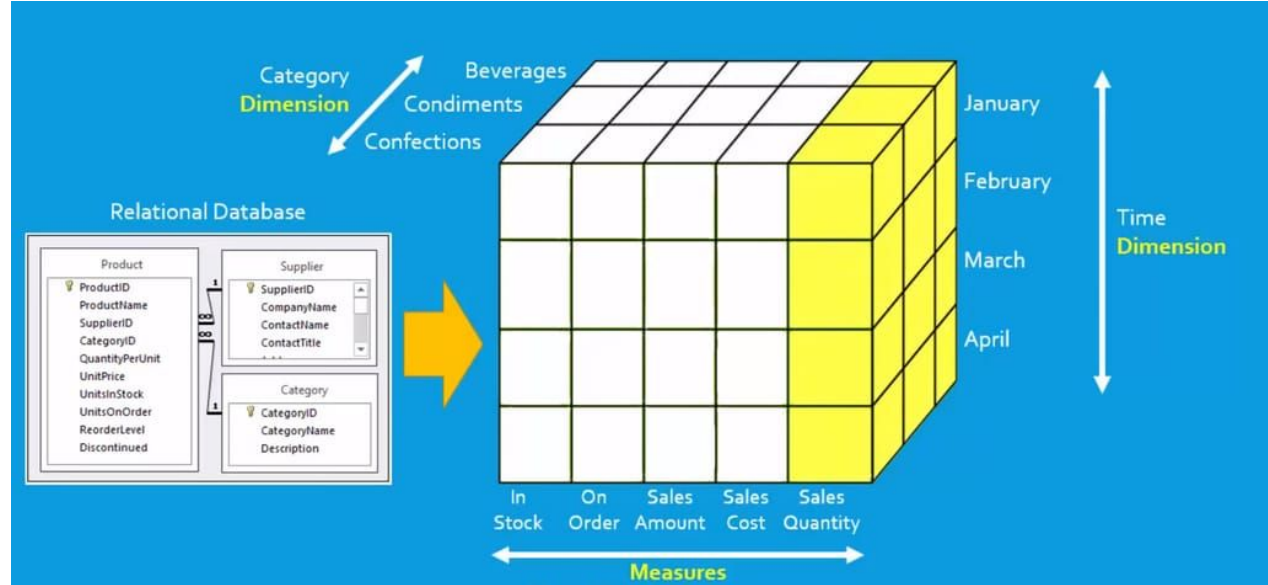 Category
Dimension
Beverages
Condiments
Confections
January
February
March
April
Time
Dimension
Relational Database
Product
ProductID
ProductName
SupplierID
CategoryID
QuantityPerUnit
UnitPrice
UnitsInStock
UnitsOnOrder
ReorderLevel
Discontinued
1
∞
∞
1
Supplier
SupplierID
CompanyName
ContactName
ContactTitle
Category
CategoryID
CategoryName
Description
In
Stock
On
Order
Sales
Amount
Sales
Cost
Sales
Quantity
Measures